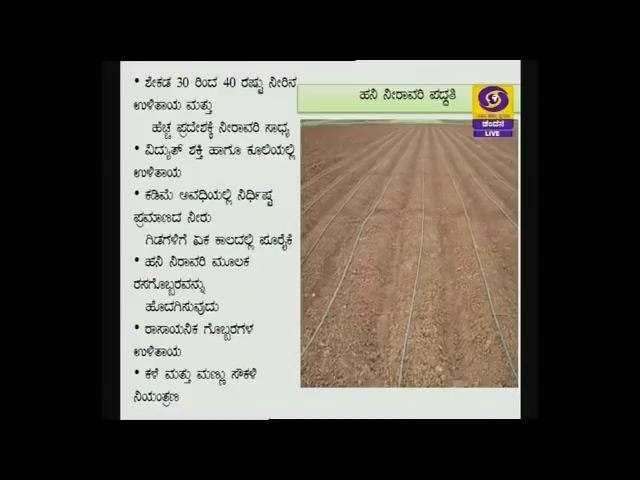 • ಶೇಕಡ 30 ರಿಂದ 40 ರಷ್ಟು ನೀರಿನ
ಉಳಿತಾಯ ಮತ್ತು
ಹೆಚ್ಚ ಪ್ರದೇಶಕ್ಕೆ ನೀರಾವರಿ ಸಾಧ್ಯ
• ವಿದ್ಯುತ್ ಶಕ್ತಿ ಹಾಗೂ ಕೂಲಿಯಲ್ಲಿ
ಉಳಿತಾಯ
• ಕಡಿಮೆ ಅವಧಿಯಲ್ಲಿ ನಿರ್ಧಿಷ್ಟ
ಪ್ರಮಾಣದ ನೀರು
ಗಿಡಗಳಿಗೆ ಏಕ ಕಾಲದಲ್ಲಿ ಪೂರೈಕೆ
• ಹನಿ ನಿರಾವರಿ ಮೂಲಕ
ರಸಗೊಬ್ಬರವನ್ನು
ಹೊದಗಿಸುವುದು
• ರಾಸಾಯನಿಕ ಗೊಬ್ಬರಗಳ
ಉಳಿತಾಯ
• ಕಳೆ ಮತ್ತು ಮಣ್ಣು ಸೌಕಳಿ
ನಿಯಂತ್ರಣ
ಹನಿ ನೀರಾವರಿ ಪದ್ದತಿ
ಚಂದನ
LIVE